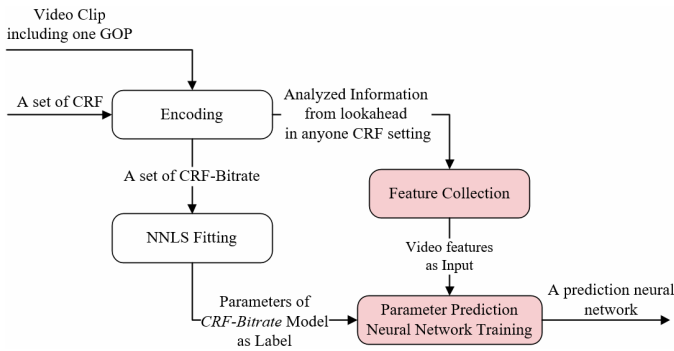 Video Clip
including one GOP
A set of CRF
Encoding
Analyzed Information
from lookahead
in anyone CRF setting
A set of CRF-Bitrate
Feature Collection
NNLS Fitting
Video features
as Input
Parameters of
CRF-Bitrate Model
as Label
Parameter Prediction
Neural Network Training
A prediction neural
network